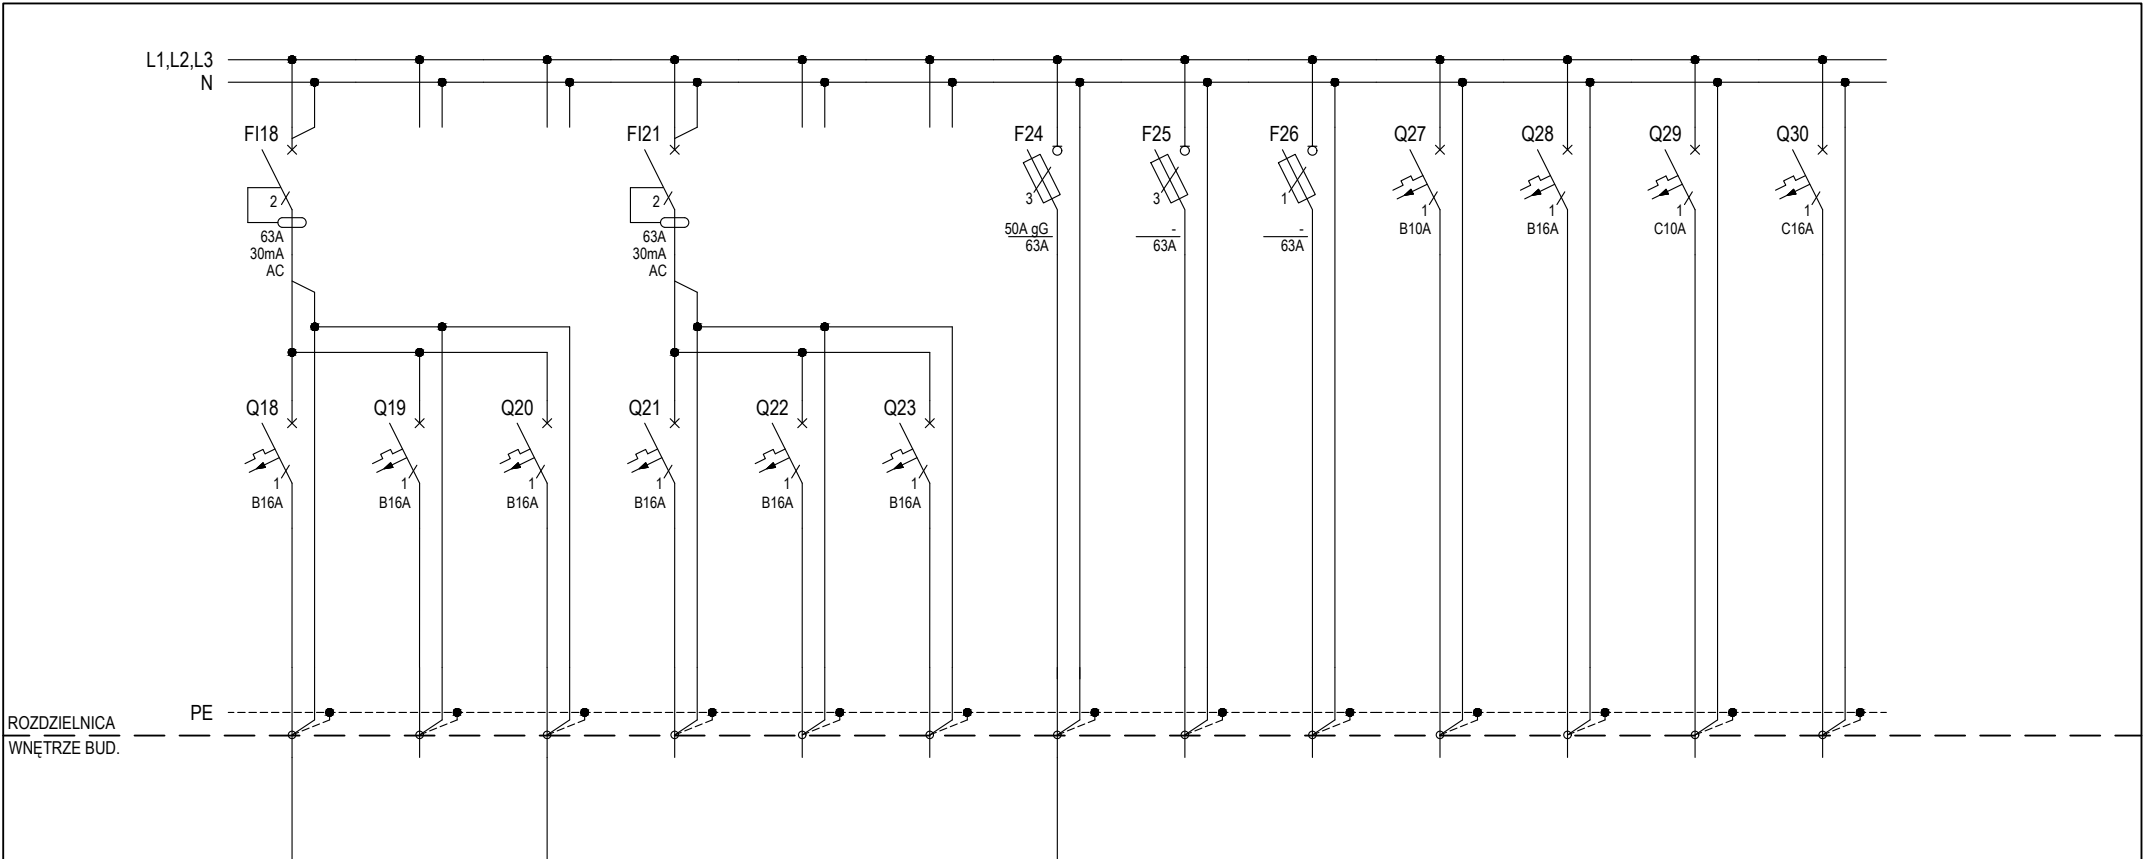 L1,L2,L3
N
FI18
FI21
F24
F25
F26
Q27
Q28
Q29
Q30
2
2
3
3
1
1
1
1
1
63A
30mA
AC
63A
30mA
AC
50A gG
63A
-
63A
-
63A
B10A
B16A
C10A
C16A
Q18
Q19
Q20
Q21
Q22
Q23
1
1
1
1
1
1
B16A
B16A
B16A
B16A
B16A
B16A
PE
ROZDZIELNICA
WNĘTRZE BUD.